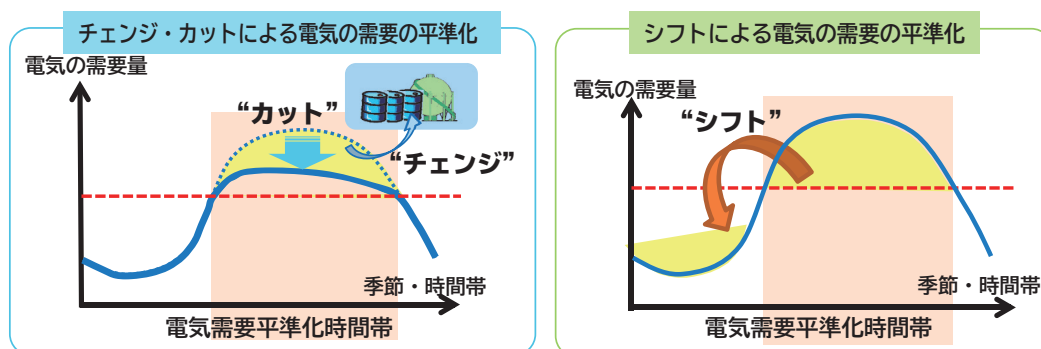 チェンジ・カットによる電気の需要の平準化
電気の需要量
“カット”
“チェンジ”
季節・時間帯
電気需要平準化時間帯
シフトによる電気の需要の平準化
電気の需要量
“シフト”
季節・時間帯
電気需要平準化時間帯